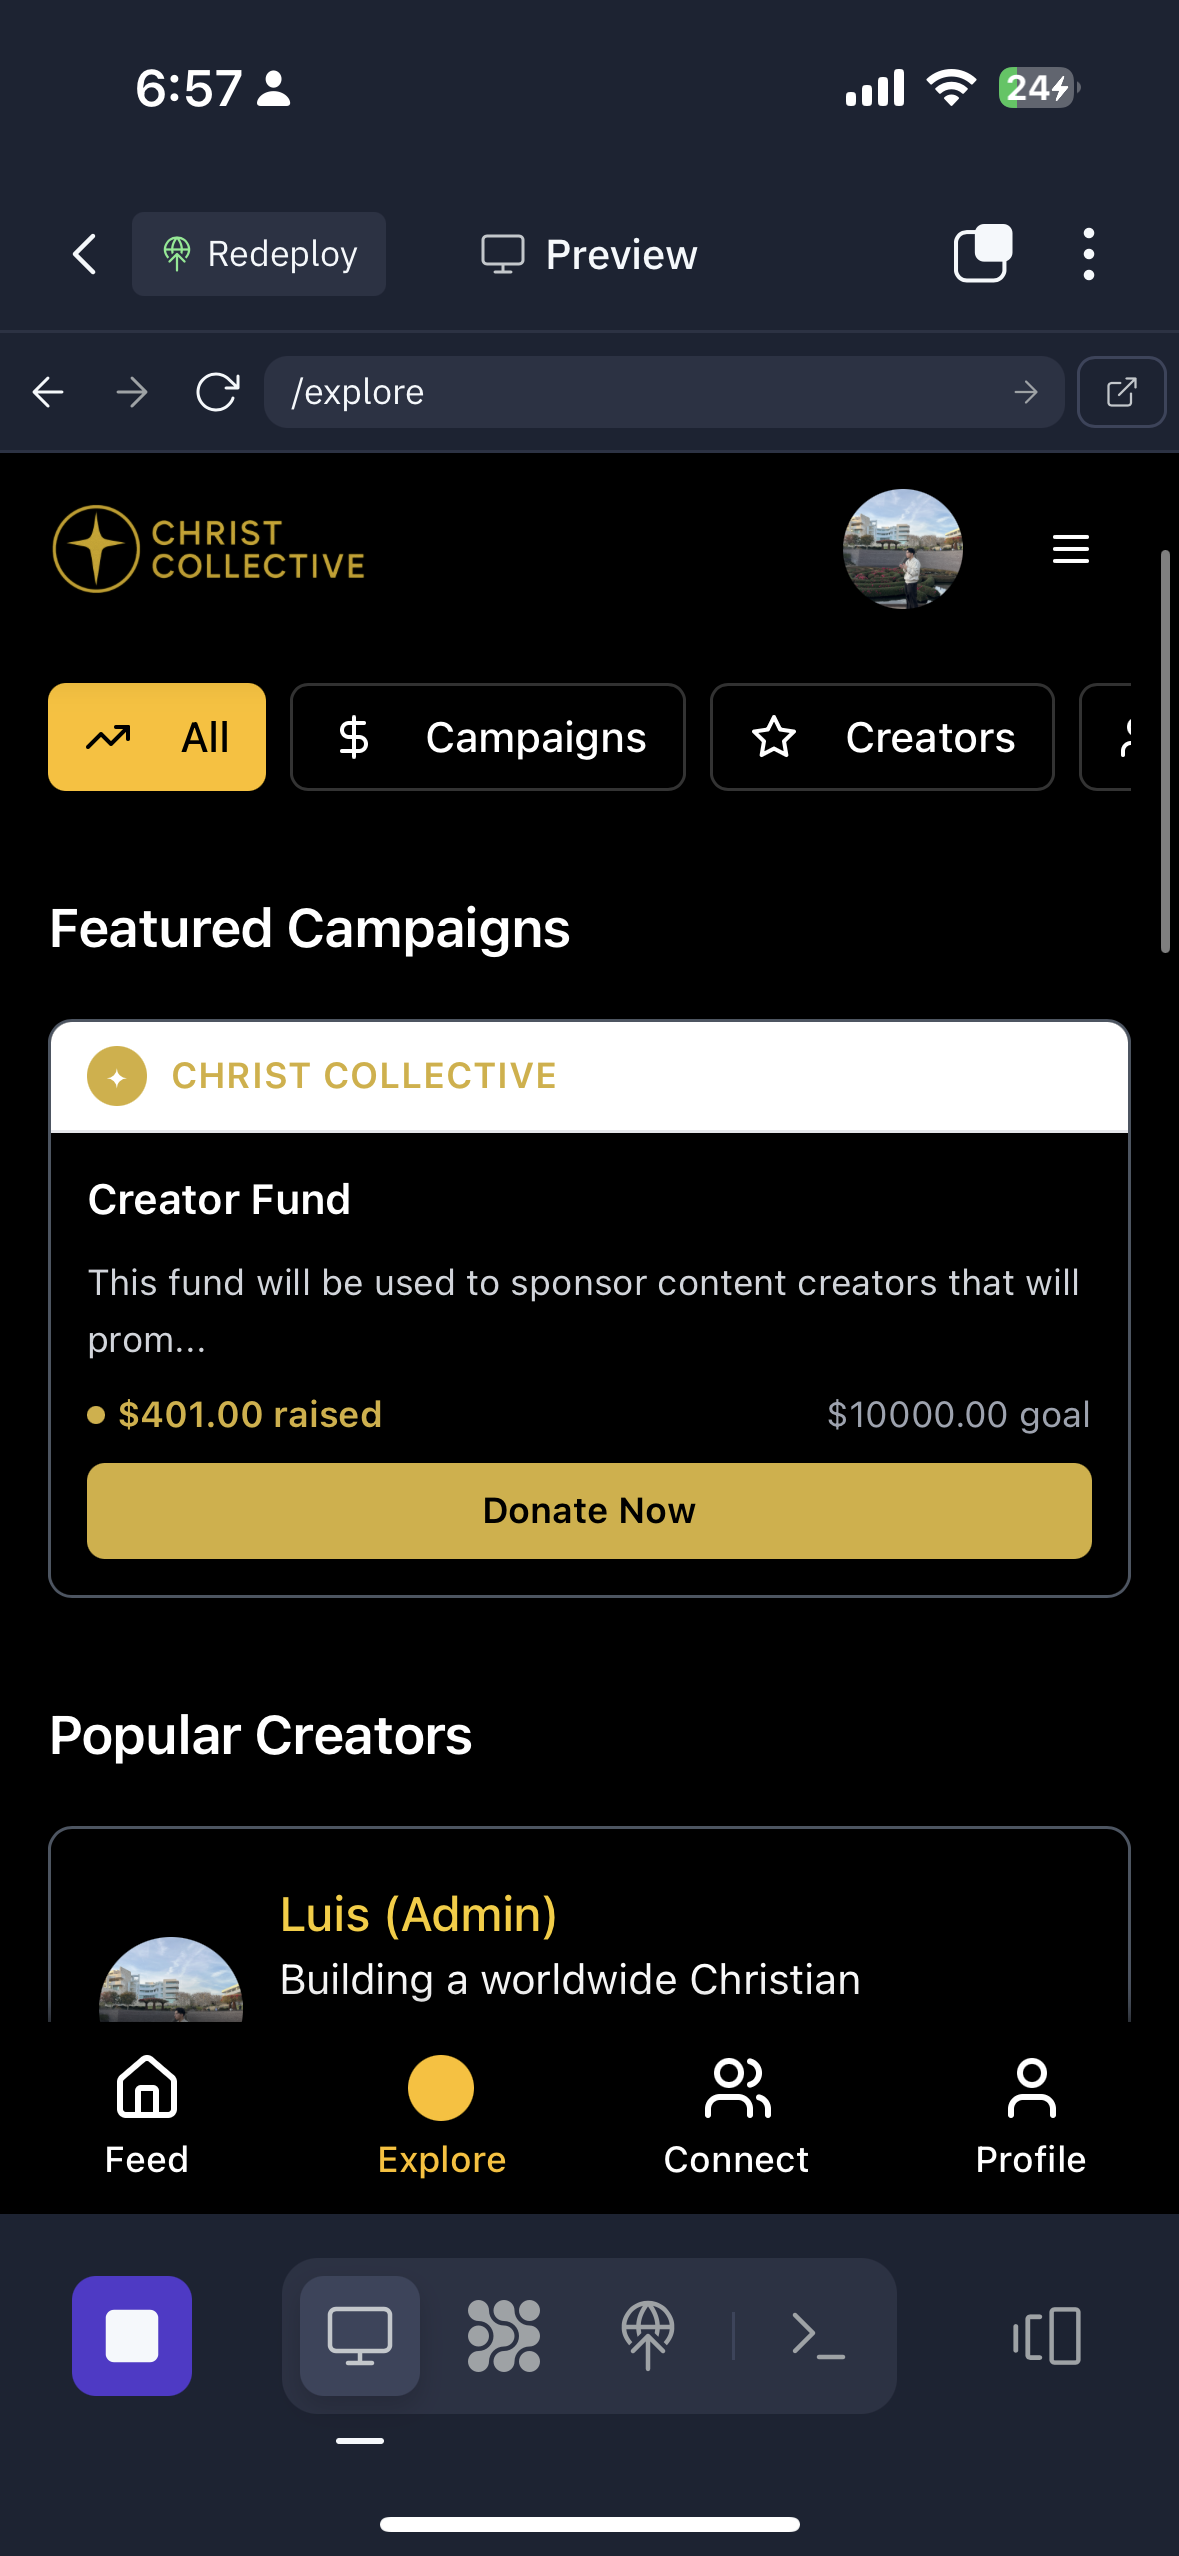 6:57
24
Redeploy
Preview
/explore
CHRIST
COLLECTIVE
All
Campaigns
Creators
Featured Campaigns
CHRIST COLLECTIVE
Creator Fund
This fund will be used to sponsor content creators that will
prom...
$401.00 raised
$10000.00 goal
Donate Now
Popular Creators
Luis (Admin)
Building a worldwide Christian
Feed
Explore
Connect
Profile